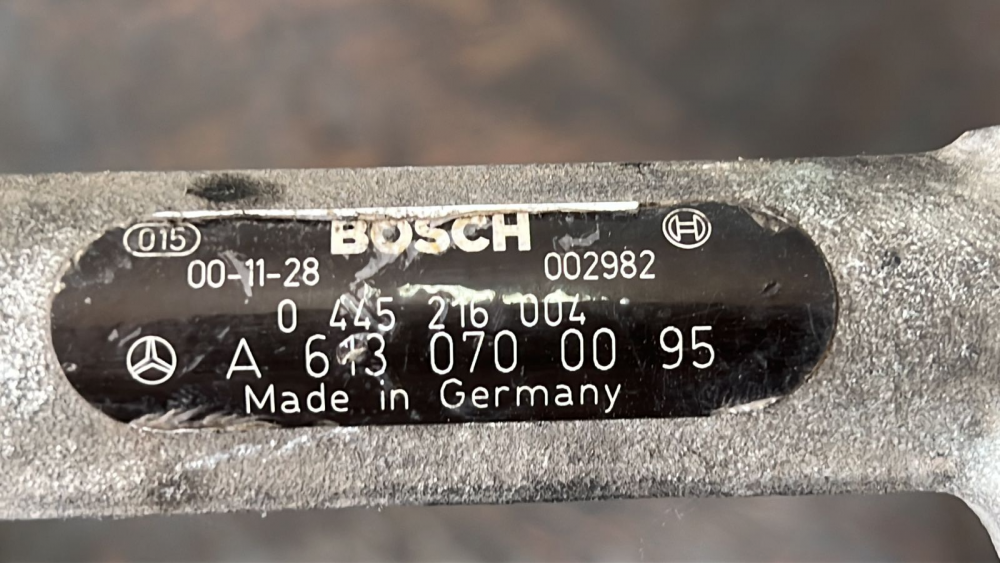 015 BOSCH
00-11-28 002982
0 445 216 004
A 613 070 00 95
Made in Germany